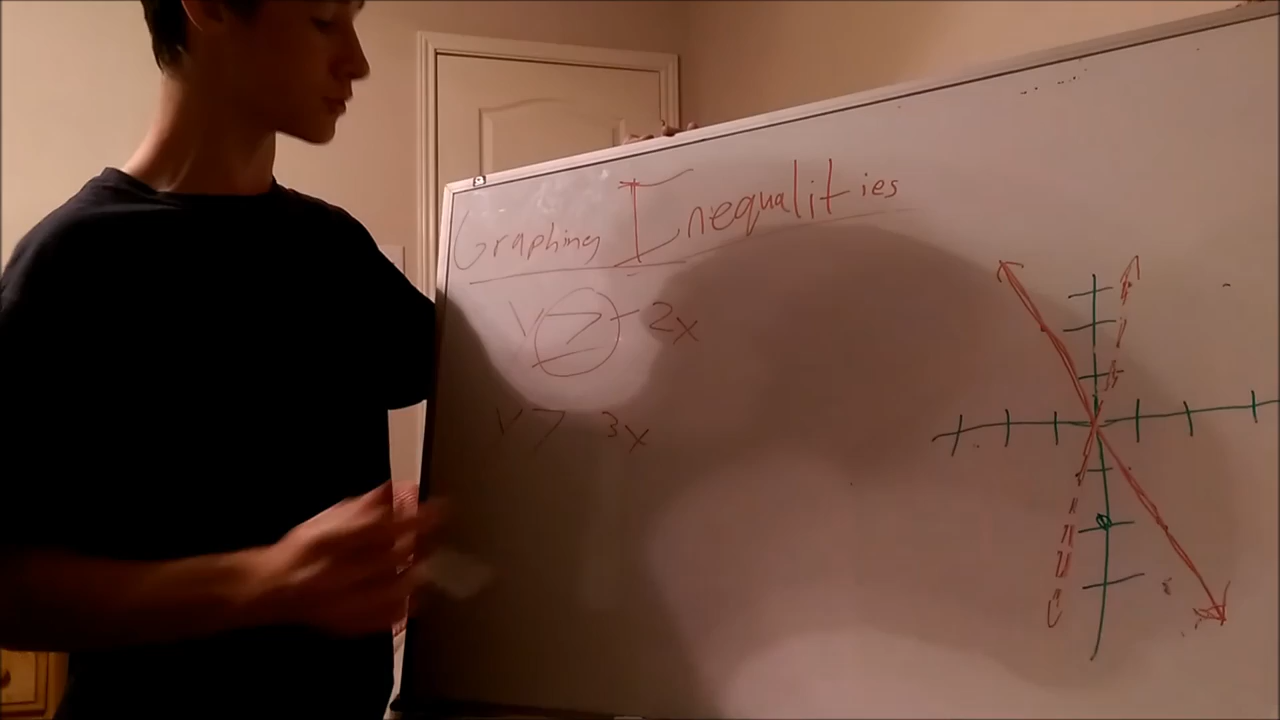 Graphing Inequalities
y ≥ -2x
y > 3x